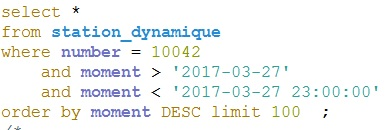 select *
from station_dynamique
where number = 10042
and moment > '2017-03-27'
and moment < '2017-03-27 23:00:00'
order by moment DESC limit 100 ;
/*